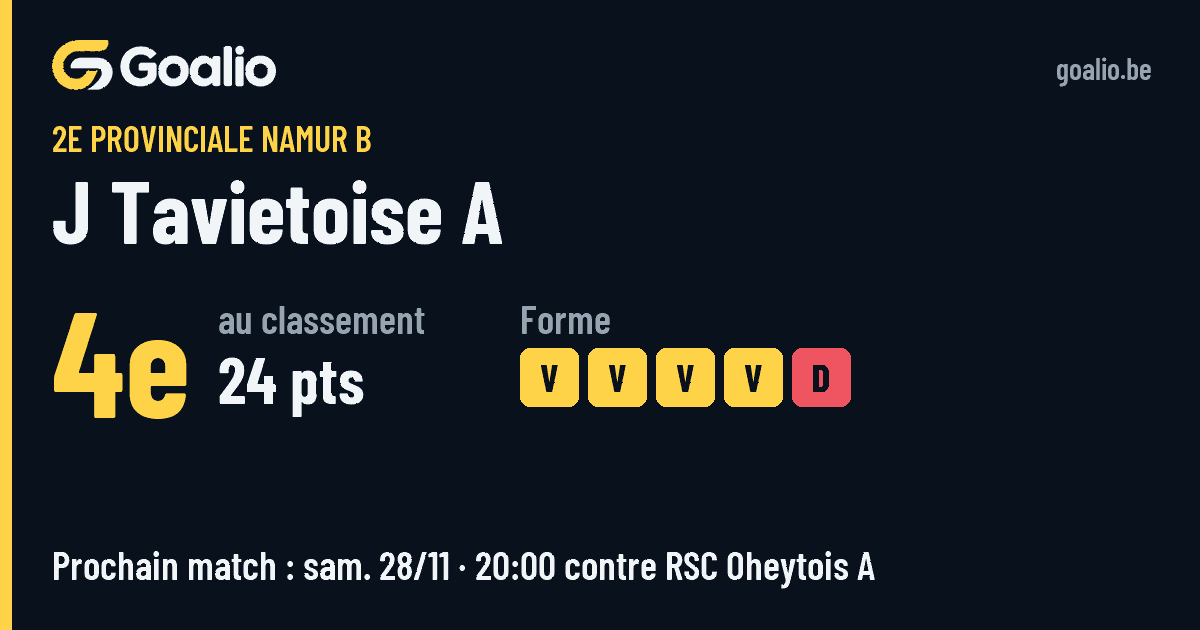 Goalio
goalio.be
2E PROVINCIALE NAMUR B
J Tavietoise A
4e
au classement
24 pts
Forme
V V V V D
Prochain match : sam. 28/11 · 20:00 contre RSC Oheytois A